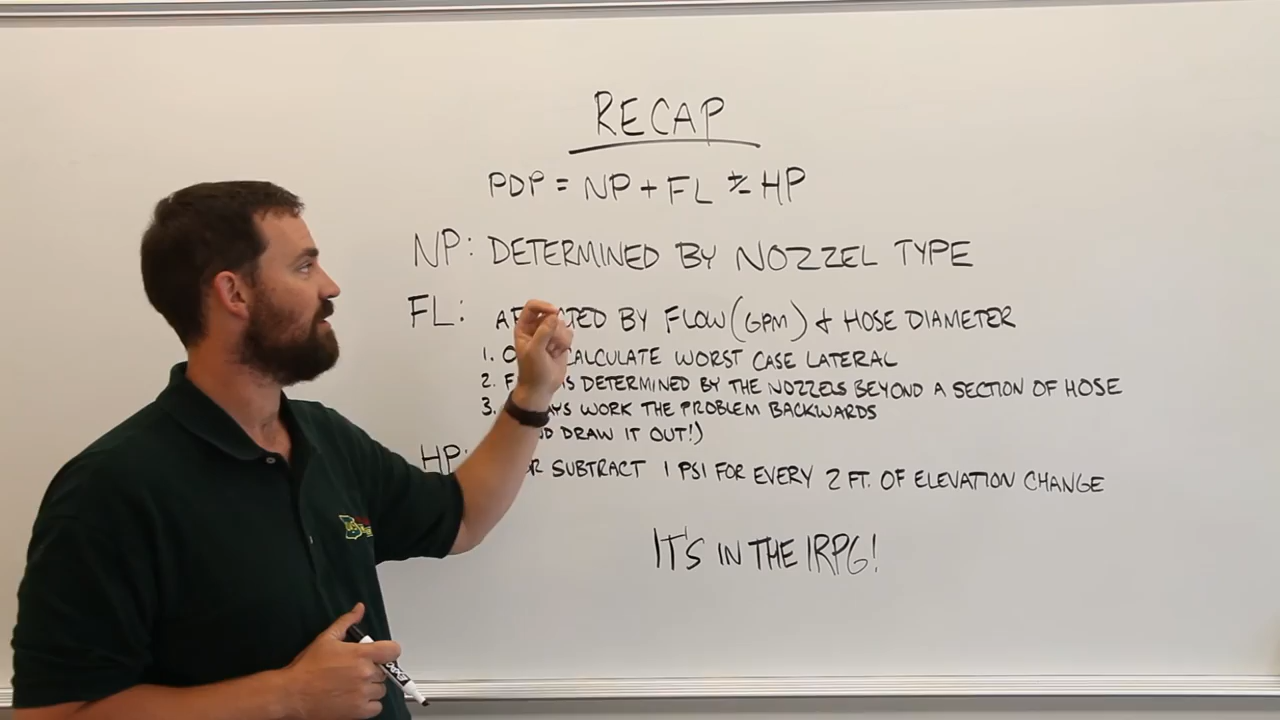 RECAP
PDP = NP + FL ± HP
NP: DETERMINED BY NOZZEL TYPE
FL: BY FLOW (GPM) & HOSE DIAMETER
1. CALCULATE WORST CASE LATERAL
2. IS DETERMINED BY THE NOZZELS BEYOND A SECTION OF HOSE
3. WORK THE PROBLEM BACKWARDS
DRAW IT OUT!)
HP: SUBTRACT 1 PSI FOR EVERY 2 FT. OF ELEVATION CHANGE
IT'S IN THE IRPG!